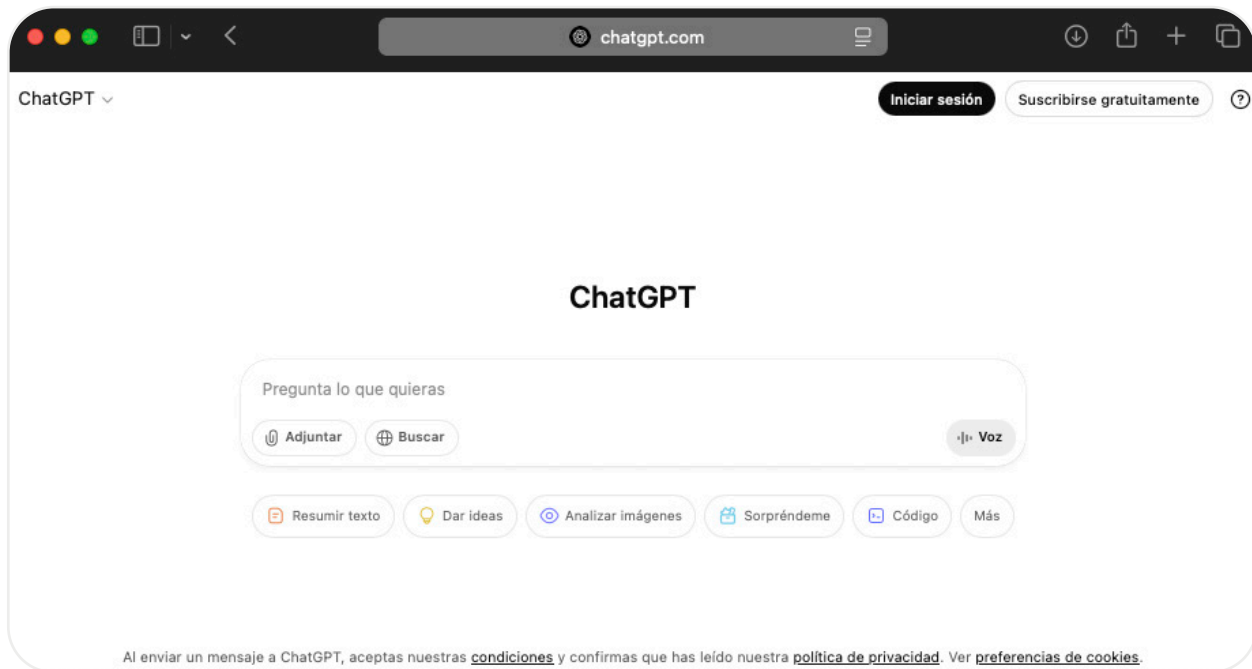 chatgpt.com
ChatGPT
Iniciar sesión
Suscribirse gratuitamente
?
ChatGPT
Pregunta lo que quieras
Adjuntar
Buscar
Voz
Resumir texto
Dar ideas
Analizar imágenes
Sorpréndeme
Código
Más
Al enviar un mensaje a ChatGPT, aceptas nuestras condiciones y confirmas que has leído nuestra política de privacidad. Ver preferencias de cookies.